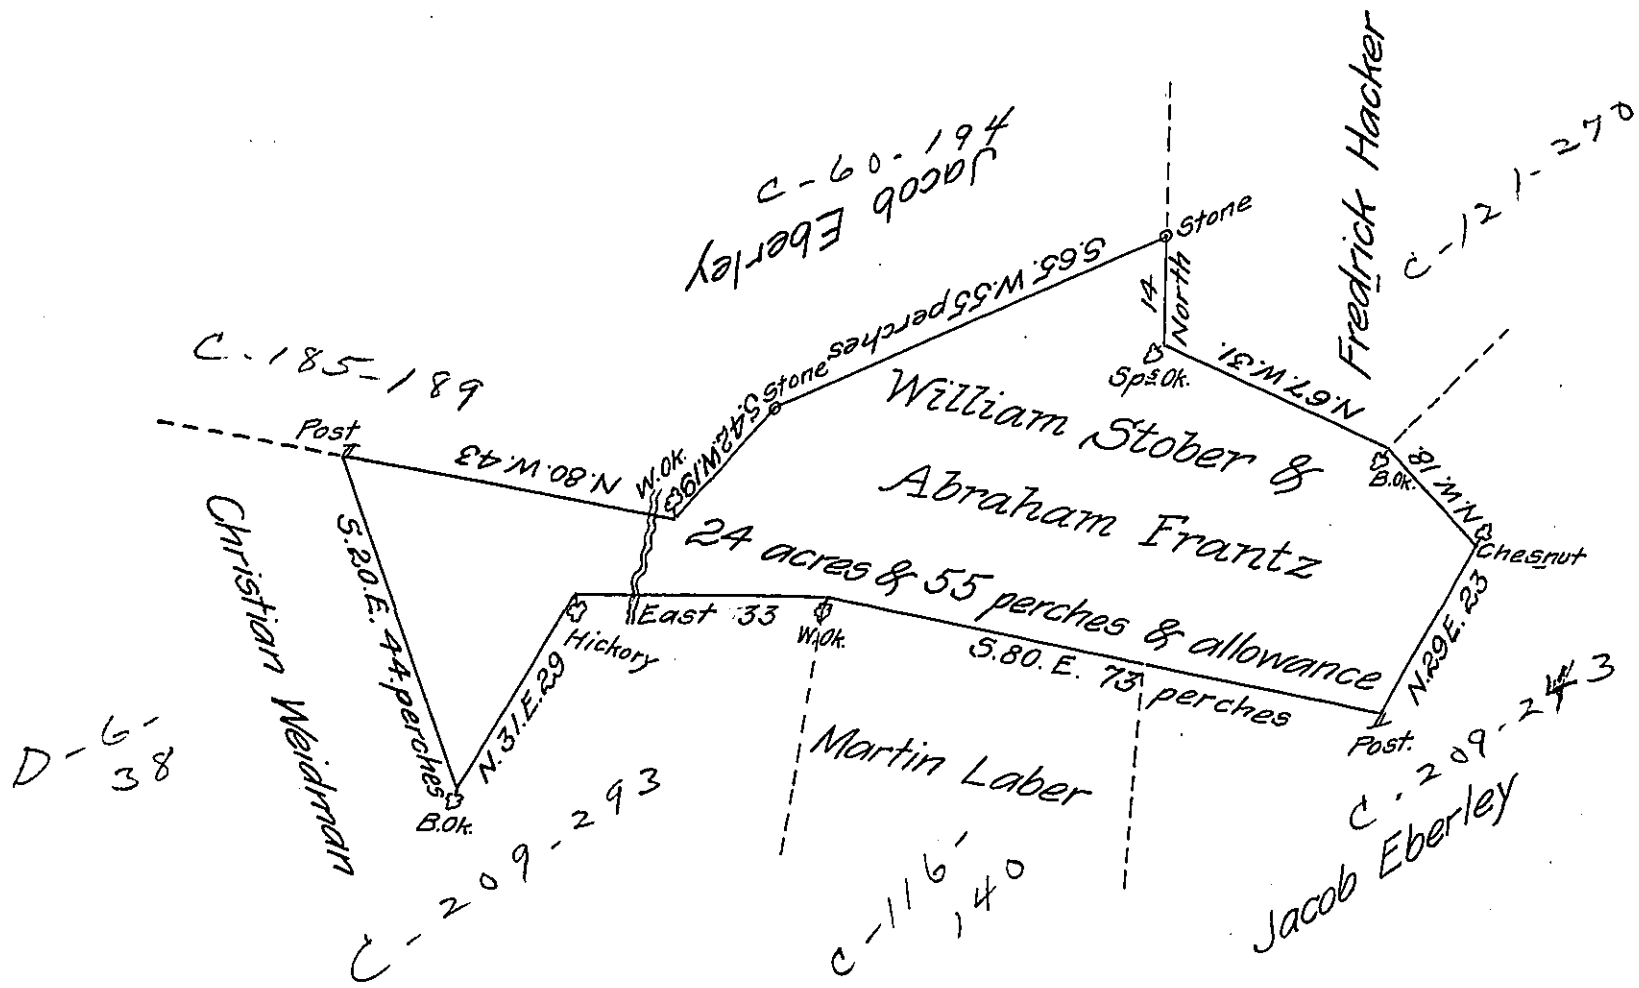 C-60-194
Jacob Eberley
Fredrick Hacker
C-121-270
Stone
S.65.W.55 perches
14
North
Sps Ok.
N.67.W.31.
C-185-189
Post
N.80.W.43
W.Ok.
S.42.W.19
Stone
William Stober &
Abraham Frantz
24 acres & 55 perches & allowance
B.Ok.
N.W.18.
Chesnut
N.29E.23
Christian Weidman
S.20.E.44.perches
N.31.E.29
Hickory
East 33
W.Ok.
S.80.E. 73 perches
Post.
D-6-
38
B.Ok.
C-209-293
Martin Laber
C-116-
140
C.209-243
Jacob Eberley